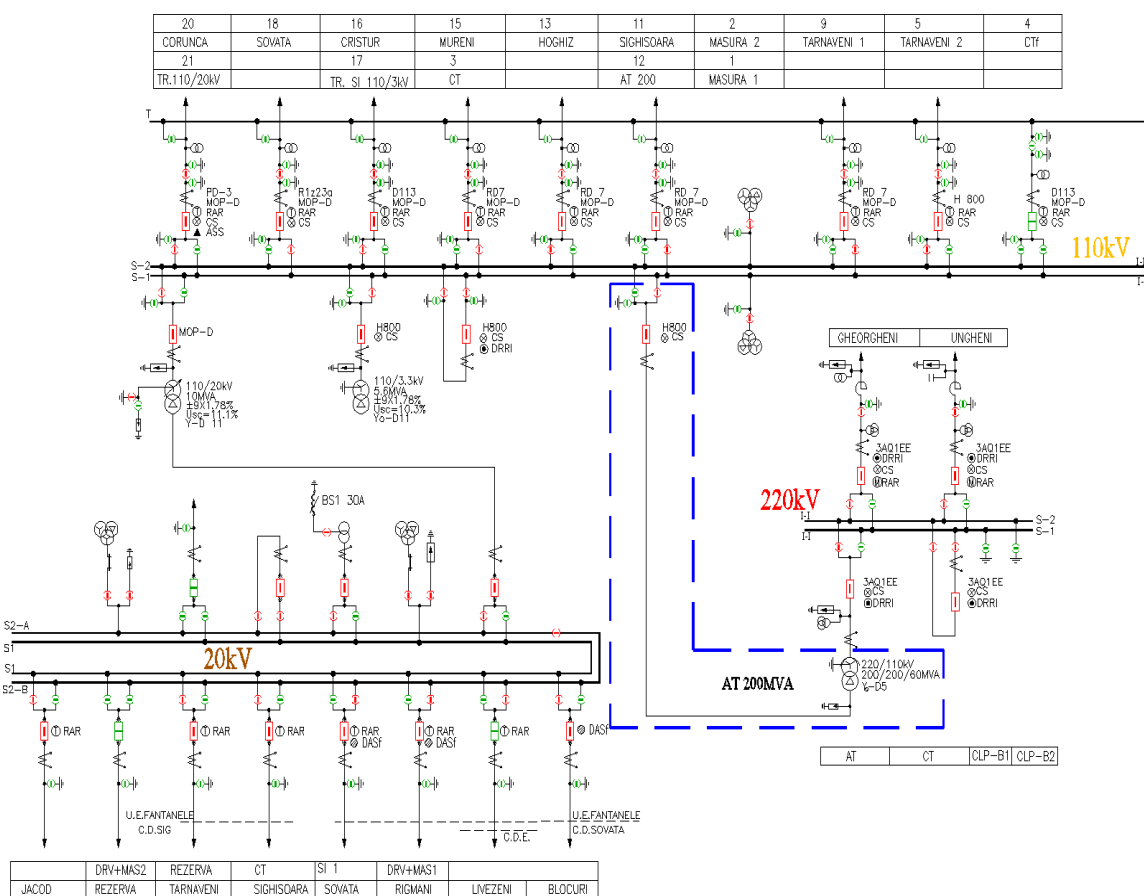 20 18 16 15 13 11 2 9 5 4
CORUNCA SOVATA CRISTUR MURENI HOGHIZ SIGHISOARA MASURA 2 TARNAVENI 1 TARNAVENI 2 CTf
21 17 3 12 1
TR.110/20kV TR. SI 110/3kV CT AT 200 MASURA 1
T
PD-3 R1z23a D113 RD7 RD 7 RD 7 RD 7 H 800 D113
MOP-D MOP-D MOP-D MOP-D MOP-D MOP-D MOP-D MOP-D
RAR RAR RAR RAR RAR RAR RAR RAR RAR
CS CS CS CS CS CS CS CS CS
ASS
110kV
S-2
S-1
MOP-D
H800
CS
H800
CS
DRRI
H800
CS
GHEORGHENI UNGHENI
110/20kV
10MVA
±9X1.78%
Usc=11.1%
Y-D 11
110/3.3kV
5.6MVA
±9X1.78%
Usc=10.3%
Yo-D11
3AQ1EE
DRRI
CS
MRAR
3AQ1EE
DRRI
CS
MRAR
BS1 30A
220kV
I-I
I-I
S-2
S-1
3AQ1EE
CS
DRRI
3AQ1EE
CS
DRRI
S2-A
S1
20kV
S1
S2-B
AT 200MVA
220/110kV
200/200/60MVA
RAR RAR RAR RAR
DASf DASf DASf
AT CT CLP-B1 CLP-B2
U.E.FANTANELE U.E.FANTANELE
C.D.SIG C.D.E. C.D.SOVATA
DRV+MAS2 REZERVA CT SI 1 DRV+MAS1
JACOD REZERVA TARNAVENI SIGHISOARA SOVATA RIGMANI LIVEZENI BLOCURI